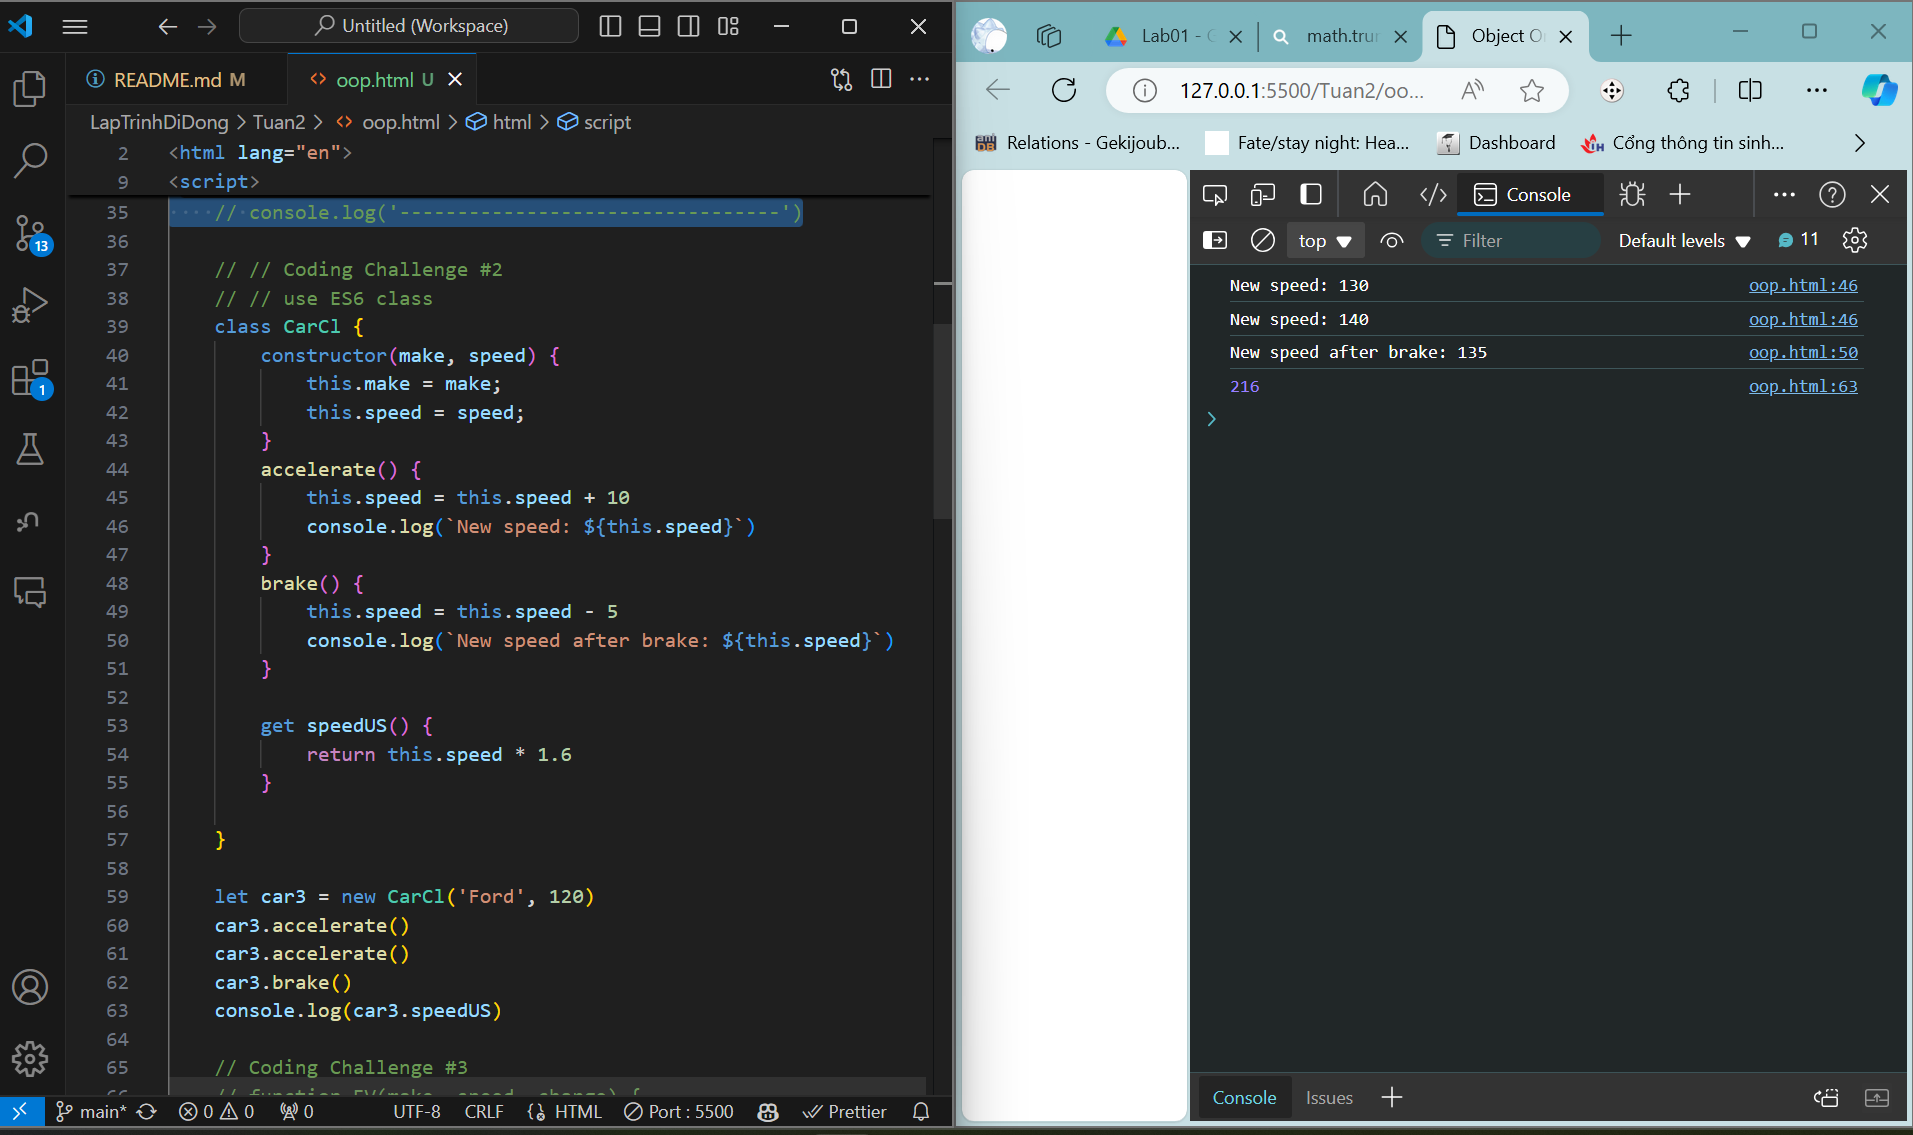 Untitled (Workspace)
README.md M
oop.html U
LapTrinhDiDong > Tuan2 > oop.html > html > script
2 <html lang="en">
9 <script>
35 // console.log('---------------------------------')
36
37 // // Coding Challenge #2
38 // // use ES6 class
39 class CarCl {
40 constructor(make, speed) {
41 this.make = make;
42 this.speed = speed;
43 }
44 accelerate() {
45 this.speed = this.speed + 10
46 console.log(`New speed: ${this.speed}`)
47 }
48 brake() {
49 this.speed = this.speed - 5
50 console.log(`New speed after brake: ${this.speed}`)
51 }
52
53 get speedUS() {
54 return this.speed * 1.6
55 }
56
57 }
58
59 let car3 = new CarCl('Ford', 120)
60 car3.accelerate()
61 car3.accelerate()
62 car3.brake()
63 console.log(car3.speedUS)
64
65 // Coding Challenge #3
13
1
main* 0 0 0 UTF-8 CRLF HTML Port : 5500 Prettier
Lab01 - G
math.trun
Object O
127.0.0.1:5500/Tuan2/oo...
Relations - Gekijoub...
Fate/stay night: Hea...
Dashboard
Cổng thông tin sinh...
Console
top
Filter
Default levels
11
New speed: 130 oop.html:46
New speed: 140 oop.html:46
New speed after brake: 135 oop.html:50
216 oop.html:63
Console
Issues